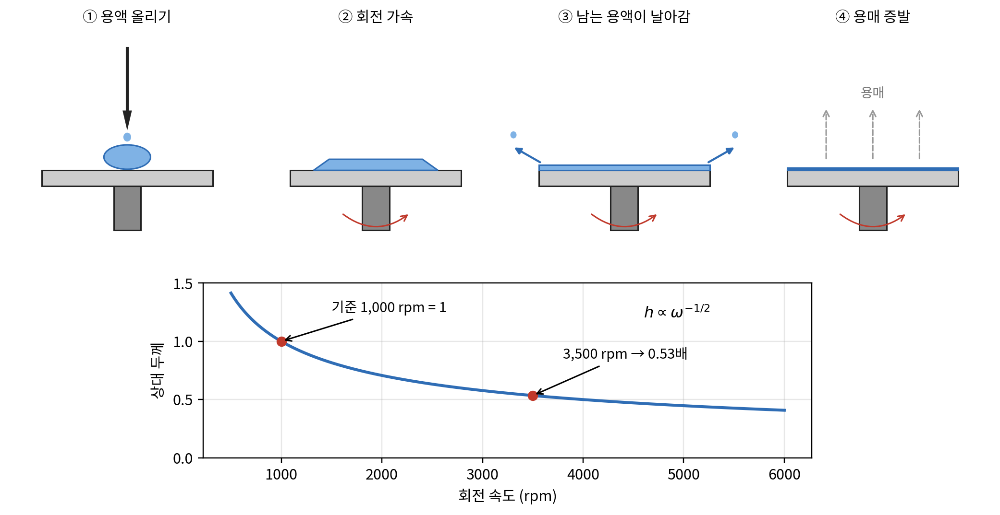 ① 용액 올리기
② 회전 가속
③ 남는 용액이 날아감
④ 용매 증발
용매
1.5
1.0
0.5
0.0
상대 두께
기준 1,000 rpm = 1
h ∝ ω^{-1/2}
3,500 rpm → 0.53배
1000 2000 3000 4000 5000 6000
회전 속도 (rpm)